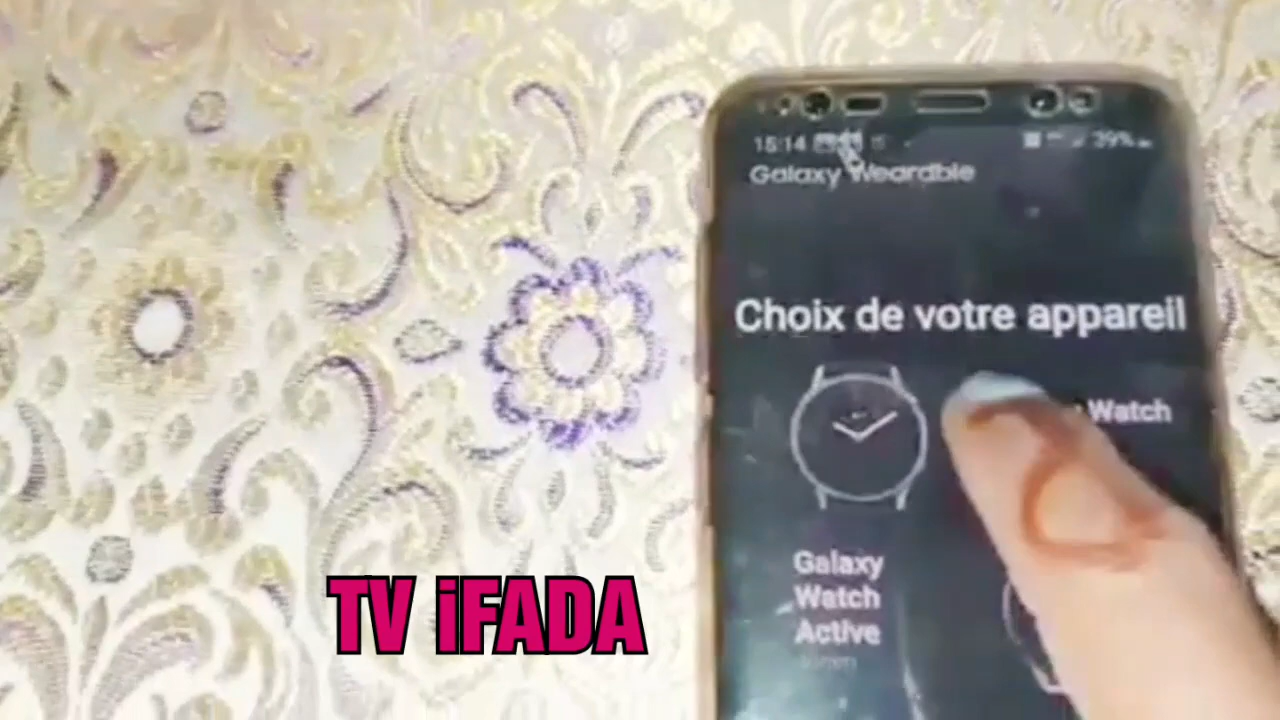 15:14
39%
Galaxy Wearable
Choix de votre appareil
Watch
Galaxy
Watch
Active
TV iFADA